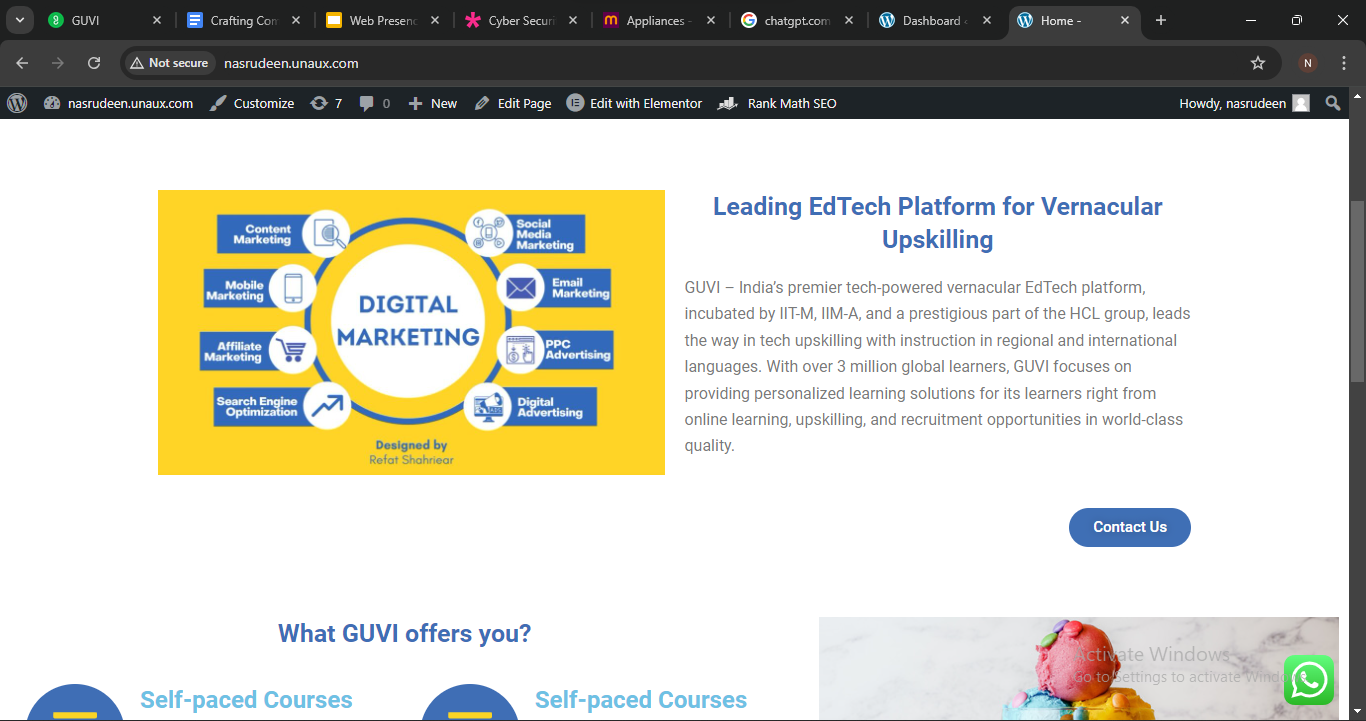 GUVI
Crafting Con
Web Presenc
Cyber Securi
Appliances -
chatgpt.com
Dashboard
Home -
Not secure
nasrudeen.unaux.com
N
nasrudeen.unaux.com
Customize
7
0
New
Edit Page
Edit with Elementor
Rank Math SEO
Howdy, nasrudeen
Content
Marketing
Mobile
Marketing
Affiliate
Marketing
Search Engine
Optimization
DIGITAL
MARKETING
Social
Media
Marketing
Email
Marketing
PPC
Advertising
Digital
Advertising
Designed by
Refat Shahriear
Leading EdTech Platform for Vernacular
Upskilling
GUVI – India's premier tech-powered vernacular EdTech platform,
incubated by IIT-M, IIM-A, and a prestigious part of the HCL group, leads
the way in tech upskilling with instruction in regional and international
languages. With over 3 million global learners, GUVI focuses on
providing personalized learning solutions for its learners right from
online learning, upskilling, and recruitment opportunities in world-class
quality.
Contact Us
What GUVI offers you?
Self-paced Courses
Self-paced Courses
Activate Windows
Go to Settings to activate Windows.